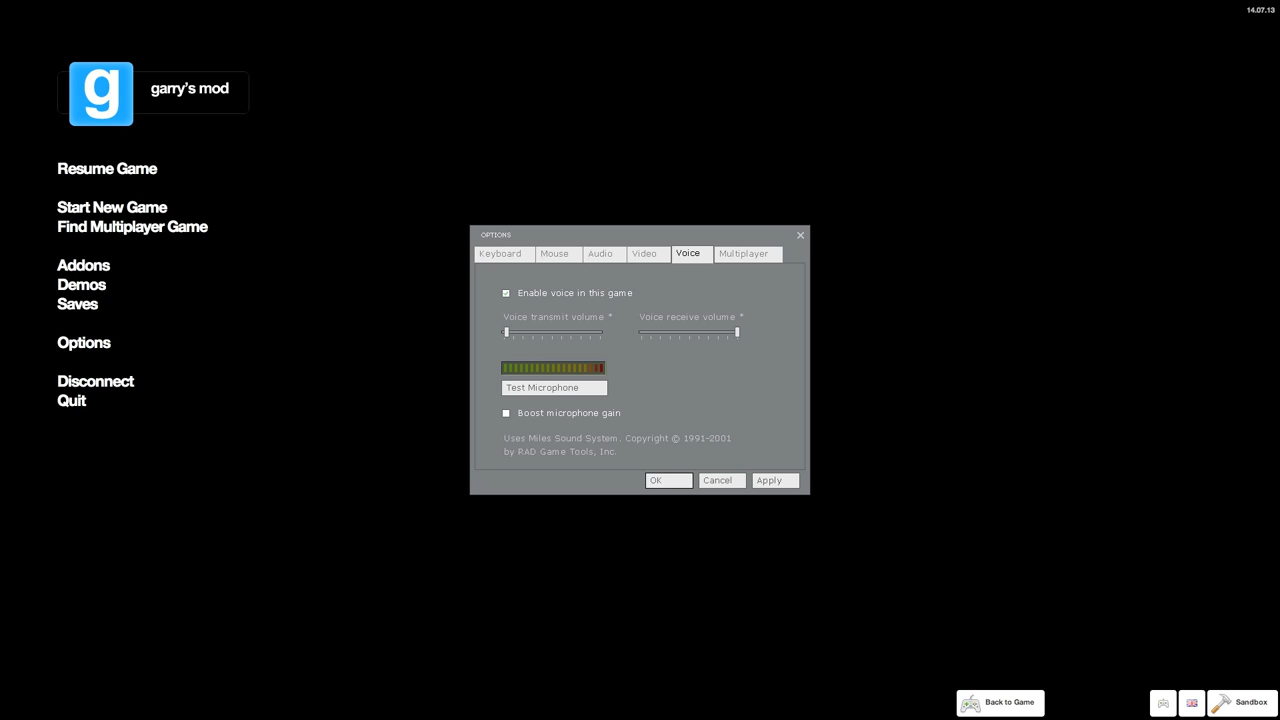 14.07.13
g
garry's mod
Resume Game
Start New Game
Find Multiplayer Game
Addons
Demos
Saves
Options
Disconnect
Quit
OPTIONS
Keyboard Mouse Audio Video Voice Multiplayer
Enable voice in this game
Voice transmit volume * Voice receive volume *
Test Microphone
Boost microphone gain
Uses Miles Sound System. Copyright © 1991-2001
by RAD Game Tools, Inc.
OK Cancel Apply
Back to Game Sandbox